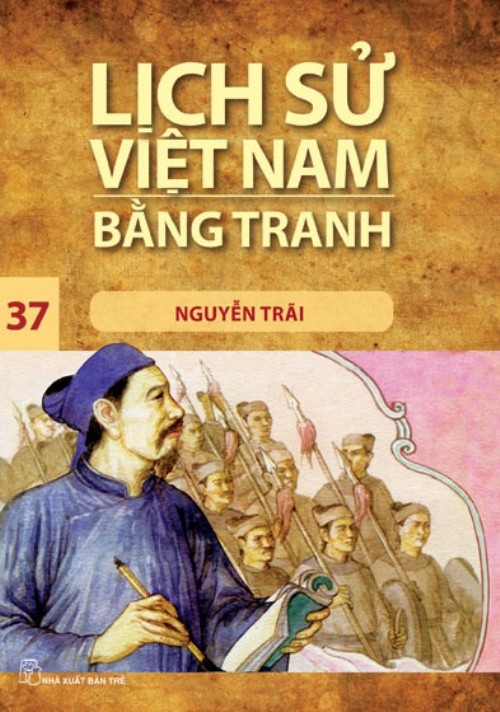 LỊCH SỬ
VIỆT NAM
BẰNG TRANH
37
NGUYỄN TRÃI
NHÀ XUẤT BẢN TRẺ